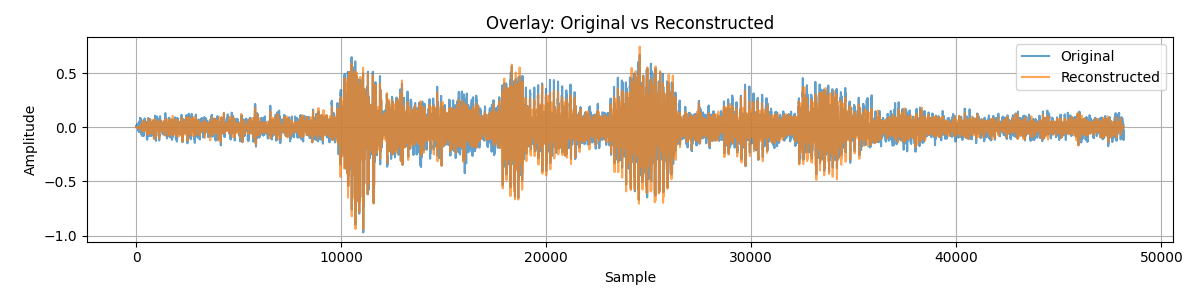 Overlay: Original vs Reconstructed
Original
Reconstructed
Amplitude
0.5
0.0
−0.5
−1.0
0 10000 20000 30000 40000 50000
Sample